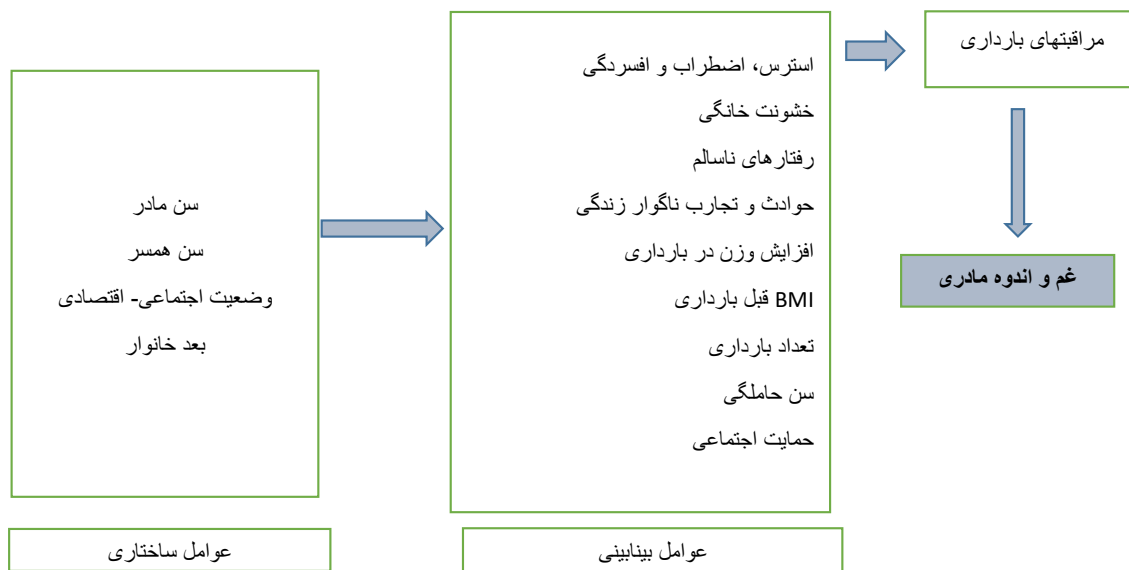 مراقبتهای بارداری
استرس، اضطراب و افسردگی
خشونت خانگی
رفتارهای ناسالم
حوادث و تجارب ناگوار زندگی
افزایش وزن در بارداری
BMI قبل بارداری
تعداد بارداری
سن حاملگی
حمایت اجتماعی
سن مادر
سن همسر
وضعیت اجتماعی- اقتصادی
بعد خانوار
غم و اندوه مادری
عوامل بینابینی
عوامل ساختاری